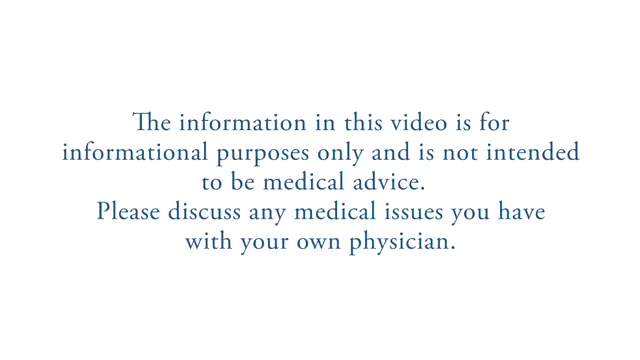 The information in this video is for
informational purposes only and is not intended
to be medical advice.
Please discuss any medical issues you have
with your own physician.